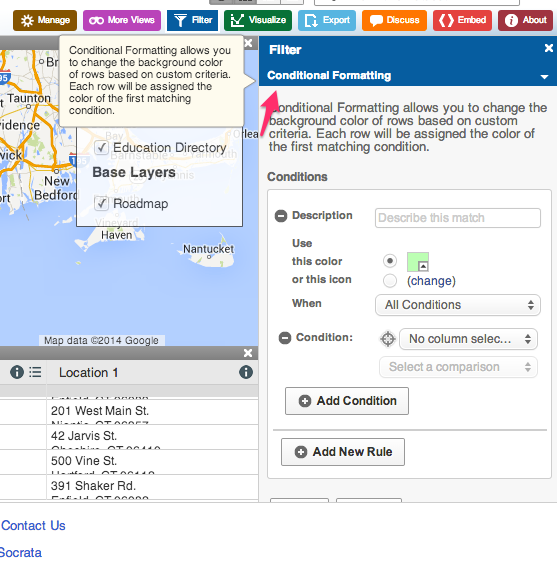 Manage
More Views
Filter
Visualize
Export
Discuss
Embed
About
Conditional Formatting allows you
to change the background color
of rows based on custom criteria.
Each row will be assigned the
color of the first matching
condition.
Education Directory
Base Layers
Roadmap
95
Taunton
New
Bedford
Vineyard
Haven
Nantucket
Map data ©2014 Google
Filter
Conditional Formatting
Conditional Formatting allows you to change the
background color of rows based on custom
criteria. Each row will be assigned the color of
the first matching condition.
Conditions
Description
Describe this match
Use
this color
or this icon
(change)
When
All Conditions
Condition:
No column selec...
Select a comparison
Add Condition
Add New Rule
Location 1
201 West Main St.
42 Jarvis St.
500 Vine St.
391 Shaker Rd.
Enfield, CT 06082
Contact Us
Socrata